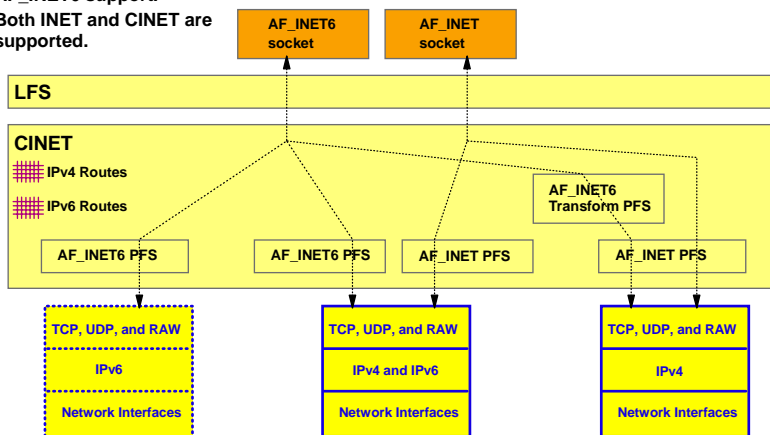 Both INET and CINET are
supported.
AF_INET6
socket
AF_INET
socket
LFS
CINET
IPv4 Routes
IPv6 Routes
AF_INET6
Transform PFS
AF_INET6 PFS
AF_INET6 PFS
AF_INET PFS
AF_INET PFS
TCP, UDP, and RAW
IPv6
Network Interfaces
TCP, UDP, and RAW
IPv4 and IPv6
Network Interfaces
TCP, UDP, and RAW
IPv4
Network Interfaces